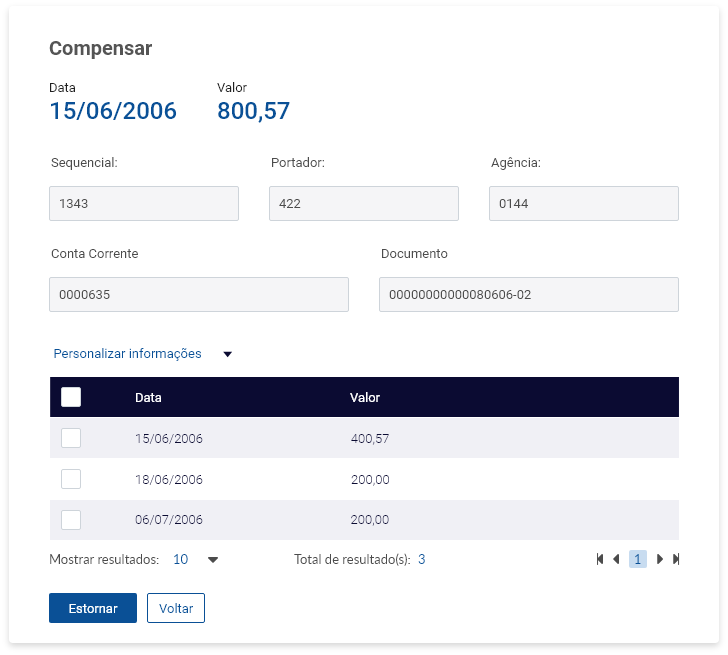 Compensar
Data Valor
15/06/2006 800,57
Sequencial: Portador: Agência:
1343 422 0144
Conta Corrente Documento
0000635 00000000000080606-02
Personalizar informações
Data Valor
15/06/2006 400,57
18/06/2006 200,00
06/07/2006 200,00
Mostrar resultados: 10 Total de resultado(s): 3 1
Estornar Voltar